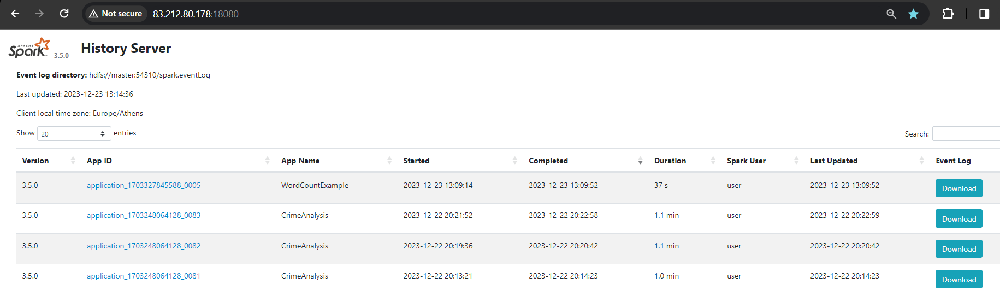 Not secure 83.212.80.178:18080
APACHE Spark 3.5.0 History Server
Event log directory: hdfs://master:54310/spark.eventLog
Last updated: 2023-12-23 13:14:36
Client local time zone: Europe/Athens
Show 20 entries Search:
Version App ID App Name Started Completed Duration Spark User Last Updated Event Log
3.5.0 application_1703327845588_0005 WordCountExample 2023-12-23 13:09:14 2023-12-23 13:09:52 37 s user 2023-12-23 13:09:52 Download
3.5.0 application_1703248064128_0083 CrimeAnalysis 2023-12-22 20:21:52 2023-12-22 20:22:58 1.1 min user 2023-12-22 20:22:59 Download
3.5.0 application_1703248064128_0082 CrimeAnalysis 2023-12-22 20:19:36 2023-12-22 20:20:42 1.1 min user 2023-12-22 20:20:42 Download
3.5.0 application_1703248064128_0081 CrimeAnalysis 2023-12-22 20:13:21 2023-12-22 20:14:23 1.0 min user 2023-12-22 20:14:23 Download